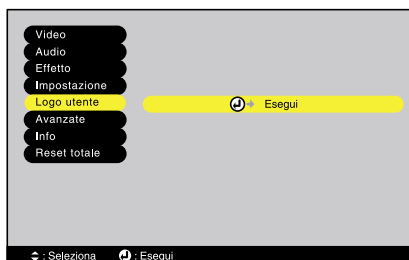 Video
Audio
Effetto
Impostazione
Logo utente
Esegui
Avanzate
Info
Reset totale
: Seleziona : Esegui